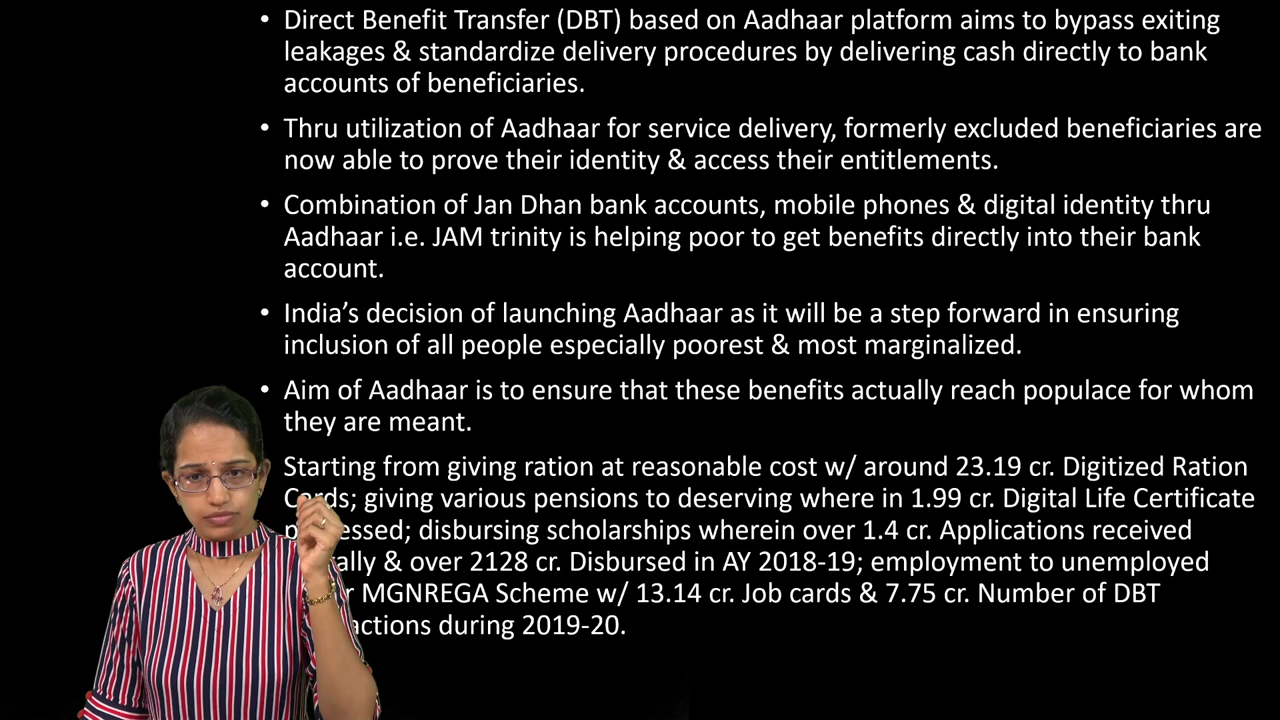 • Direct Benefit Transfer (DBT) based on Aadhaar platform aims to bypass exiting
leakages & standardize delivery procedures by delivering cash directly to bank
accounts of beneficiaries.
• Thru utilization of Aadhaar for service delivery, formerly excluded beneficiaries are
now able to prove their identity & access their entitlements.
• Combination of Jan Dhan bank accounts, mobile phones & digital identity thru
Aadhaar i.e. JAM trinity is helping poor to get benefits directly into their bank
account.
• India’s decision of launching Aadhaar as it will be a step forward in ensuring
inclusion of all people especially poorest & most marginalized.
• Aim of Aadhaar is to ensure that these benefits actually reach populace for whom
they are meant.
Starting from giving ration at reasonable cost w/ around 23.19 cr. Digitized Ration
Cards; giving various pensions to deserving where in 1.99 cr. Digital Life Certificate
disbursing scholarships wherein over 1.4 cr. Applications received
& over 2128 cr. Disbursed in AY 2018-19; employment to unemployed
MGNREGA Scheme w/ 13.14 cr. Job cards & 7.75 cr. Number of DBT
during 2019-20.